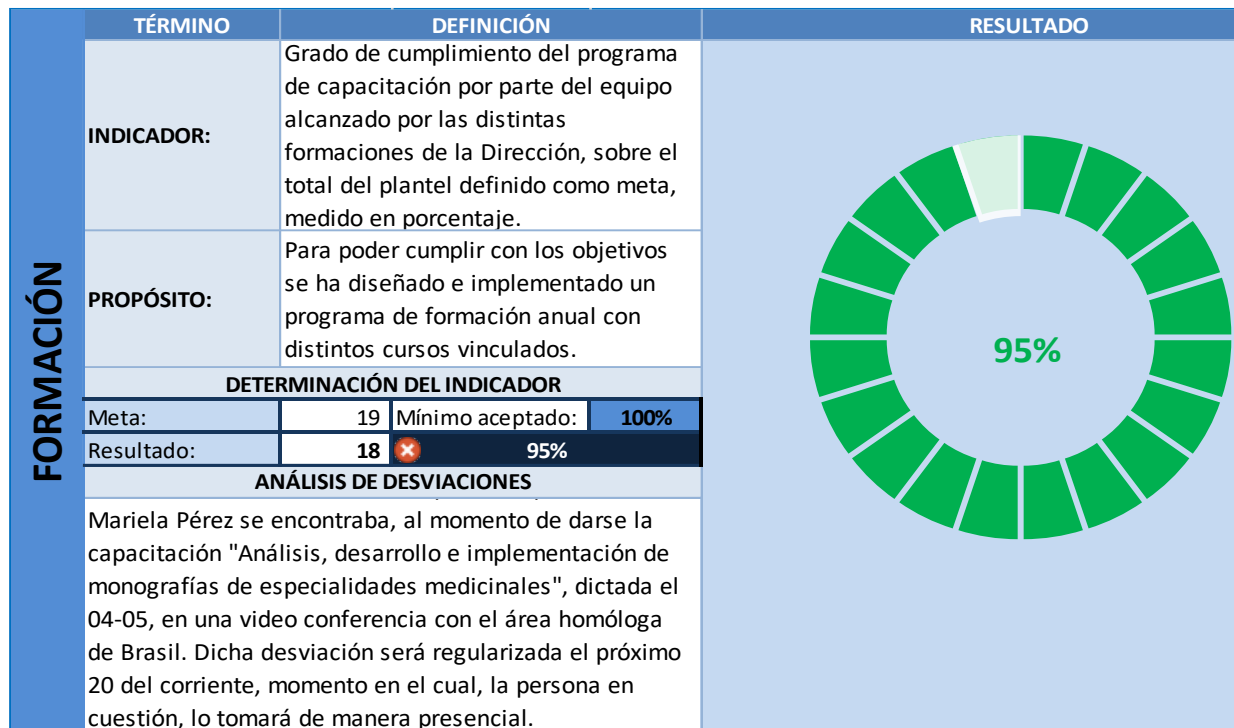 TÉRMINO DEFINICIÓN RESULTADO
FORMACIÓN
INDICADOR:
Grado de cumplimiento del programa
de capacitación por parte del equipo
alcanzado por las distintas
formaciones de la Dirección, sobre el
total del plantel definido como meta,
medido en porcentaje.
PROPÓSITO:
Para poder cumplir con los objetivos
se ha diseñado e implementado un
programa de formación anual con
distintos cursos vinculados.
DETERMINACIÓN DEL INDICADOR
Meta: 19 Mínimo aceptado: 100%
Resultado: 18 95%
ANÁLISIS DE DESVIACIONES
Mariela Pérez se encontraba, al momento de darse la
capacitación "Análisis, desarrollo e implementación de
monografías de especialidades medicinales", dictada el
04-05, en una video conferencia con el área homóloga
de Brasil. Dicha desviación será regularizada el próximo
20 del corriente, momento en el cual, la persona en
cuestión, lo tomará de manera presencial.
95%